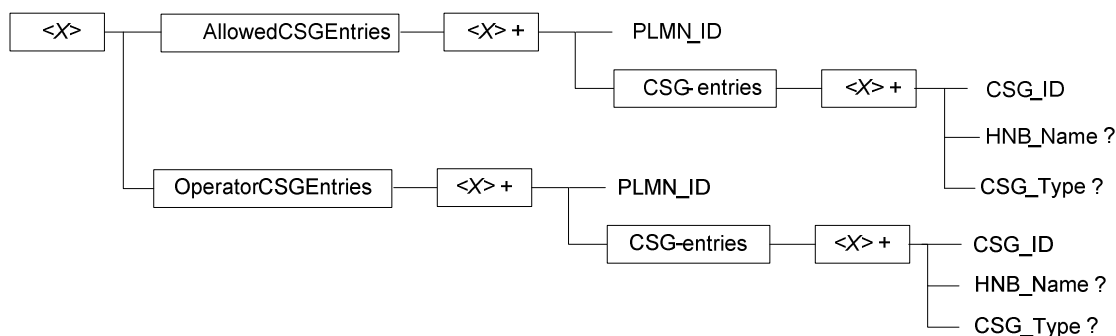 <X> AllowedCSGEntries <X> + PLMN_ID
CSG- entries <X> + CSG_ID
HNB_Name ?
CSG_Type ?
OperatorCSGEntries <X> + PLMN_ID
CSG-entries <X> + CSG_ID
HNB_Name ?
CSG_Type ?